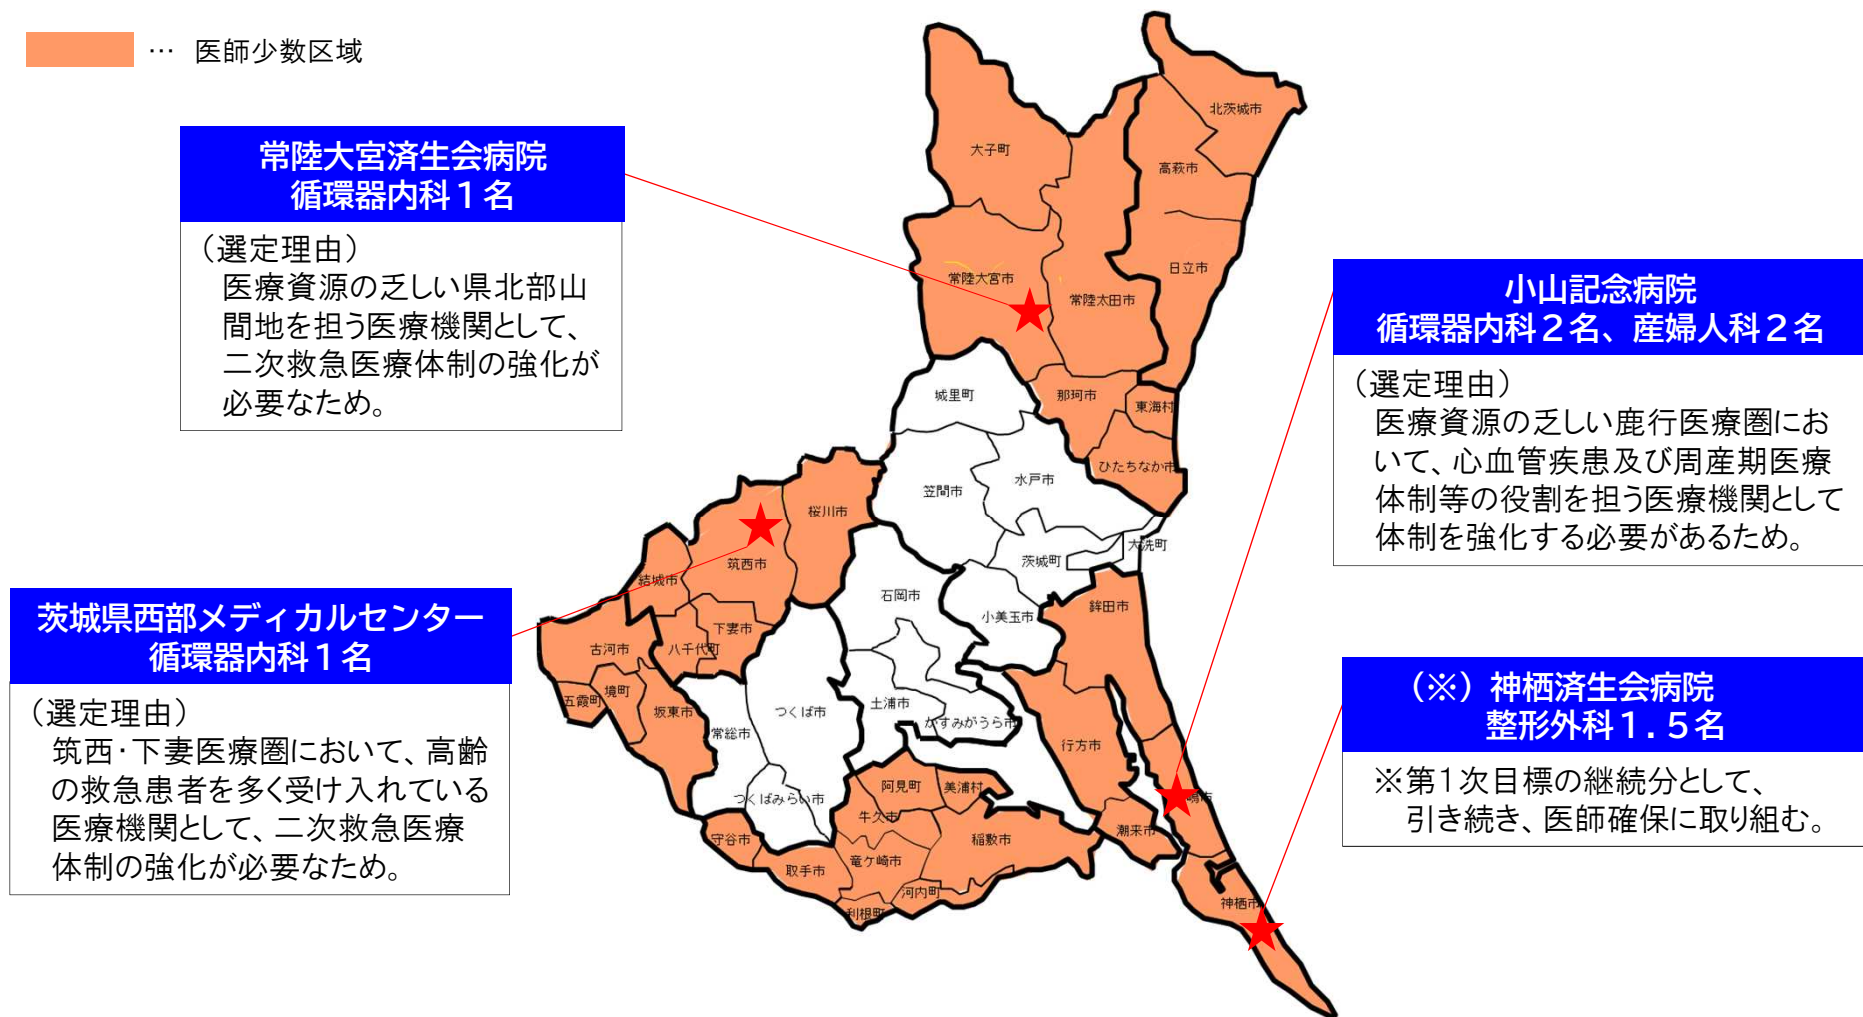 … 医師少数区域
常陸大宮済生会病院
循環器内科１名
（選定理由）
医療資源の乏しい県北部山
間地を担う医療機関として、
二次救急医療体制の強化が
必要なため。
茨城県西部メディカルセンター
循環器内科１名
（選定理由）
筑西・下妻医療圏において、高齢
の救急患者を多く受け入れている
医療機関として、二次救急医療
体制の強化が必要なため。
小山記念病院
循環器内科２名、産婦人科２名
（選定理由）
医療資源の乏しい鹿行医療圏にお
いて、心血管疾患及び周産期医療
体制等の役割を担う医療機関として
体制を強化する必要があるため。
（※）神栖済生会病院
整形外科１．５名
※第１次目標の継続分として、
引き続き、医師確保に取り組む。
北茨城市
大子町
高萩市
日立市
常陸大宮市
常陸太田市
城里町
那珂市
東海村
ひたちなか市
水戸市
笠間市
桜川市
大洗町
茨城町
筑西市
結城市
石岡市
小美玉市
鉾田市
下妻市
八千代町
古河市
境町
五霞町
坂東市
常総市
つくば市
土浦市
かすみがうら市
行方市
阿見町
美浦村
つくばみらい市
牛久市
守谷市
取手市
竜ケ崎市
稲敷市
潮来市
嶋市
河内町
利根町
神栖市